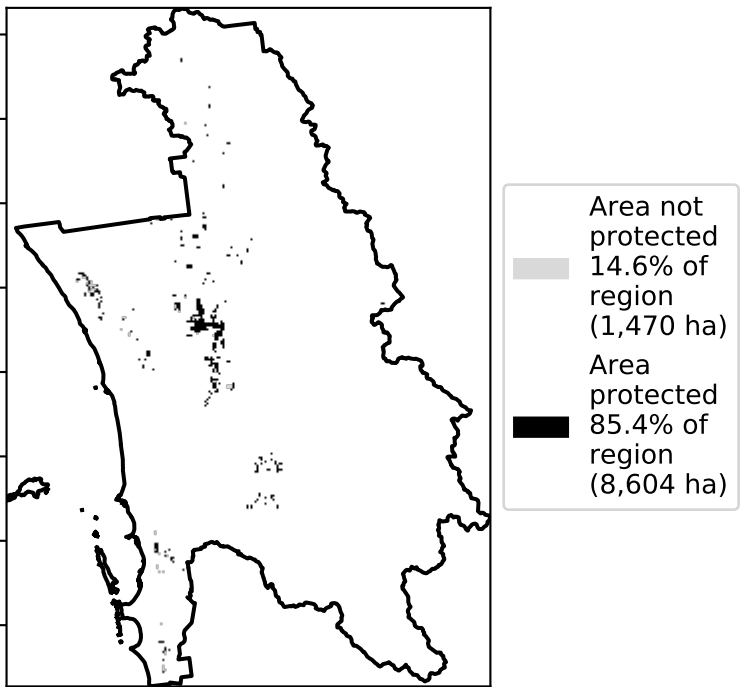 Area not
protected
14.6% of
region
(1,470 ha)
Area
protected
85.4% of
region
(8,604 ha)